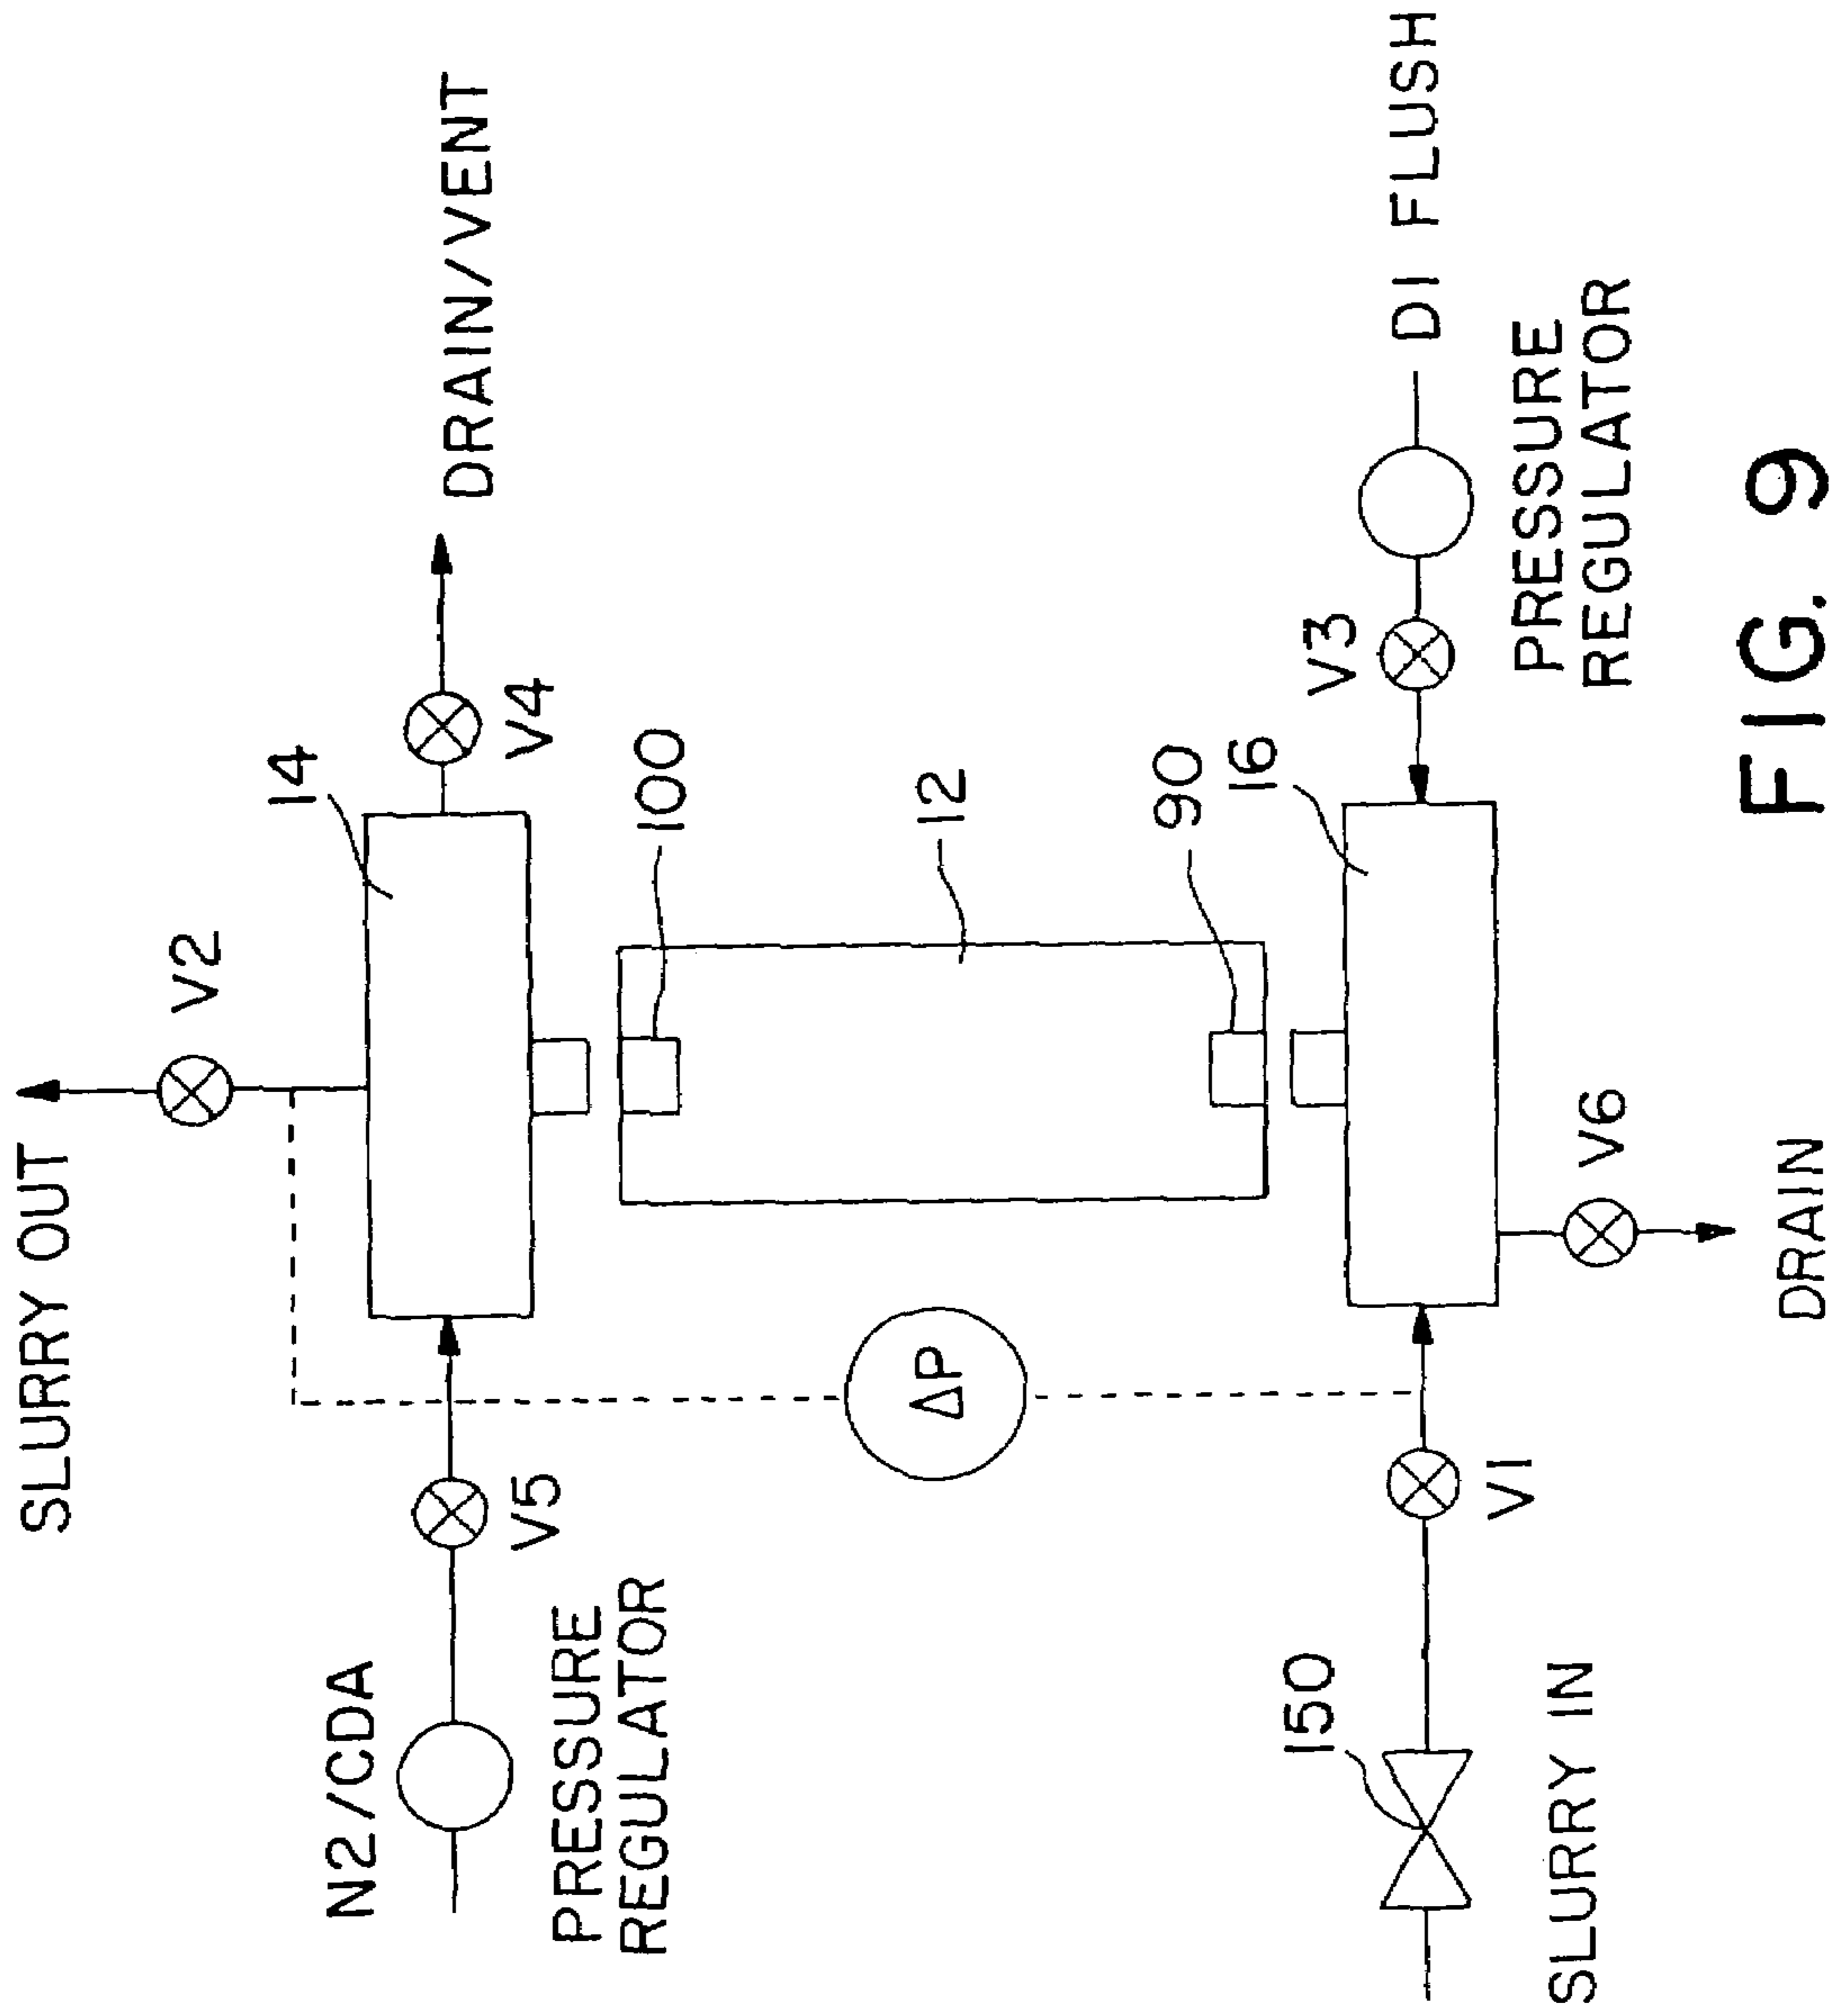 SLURRY OUT
V2
14
N2/CDA
DRAIN/VENT
V5
V4
PRESSURE
REGULATOR
100
ΔP
12
90
16
150
V3
DI FLUSH
V1
SLURRY IN
V6
PRESSURE
REGULATOR
DRAIN
FIG. 9